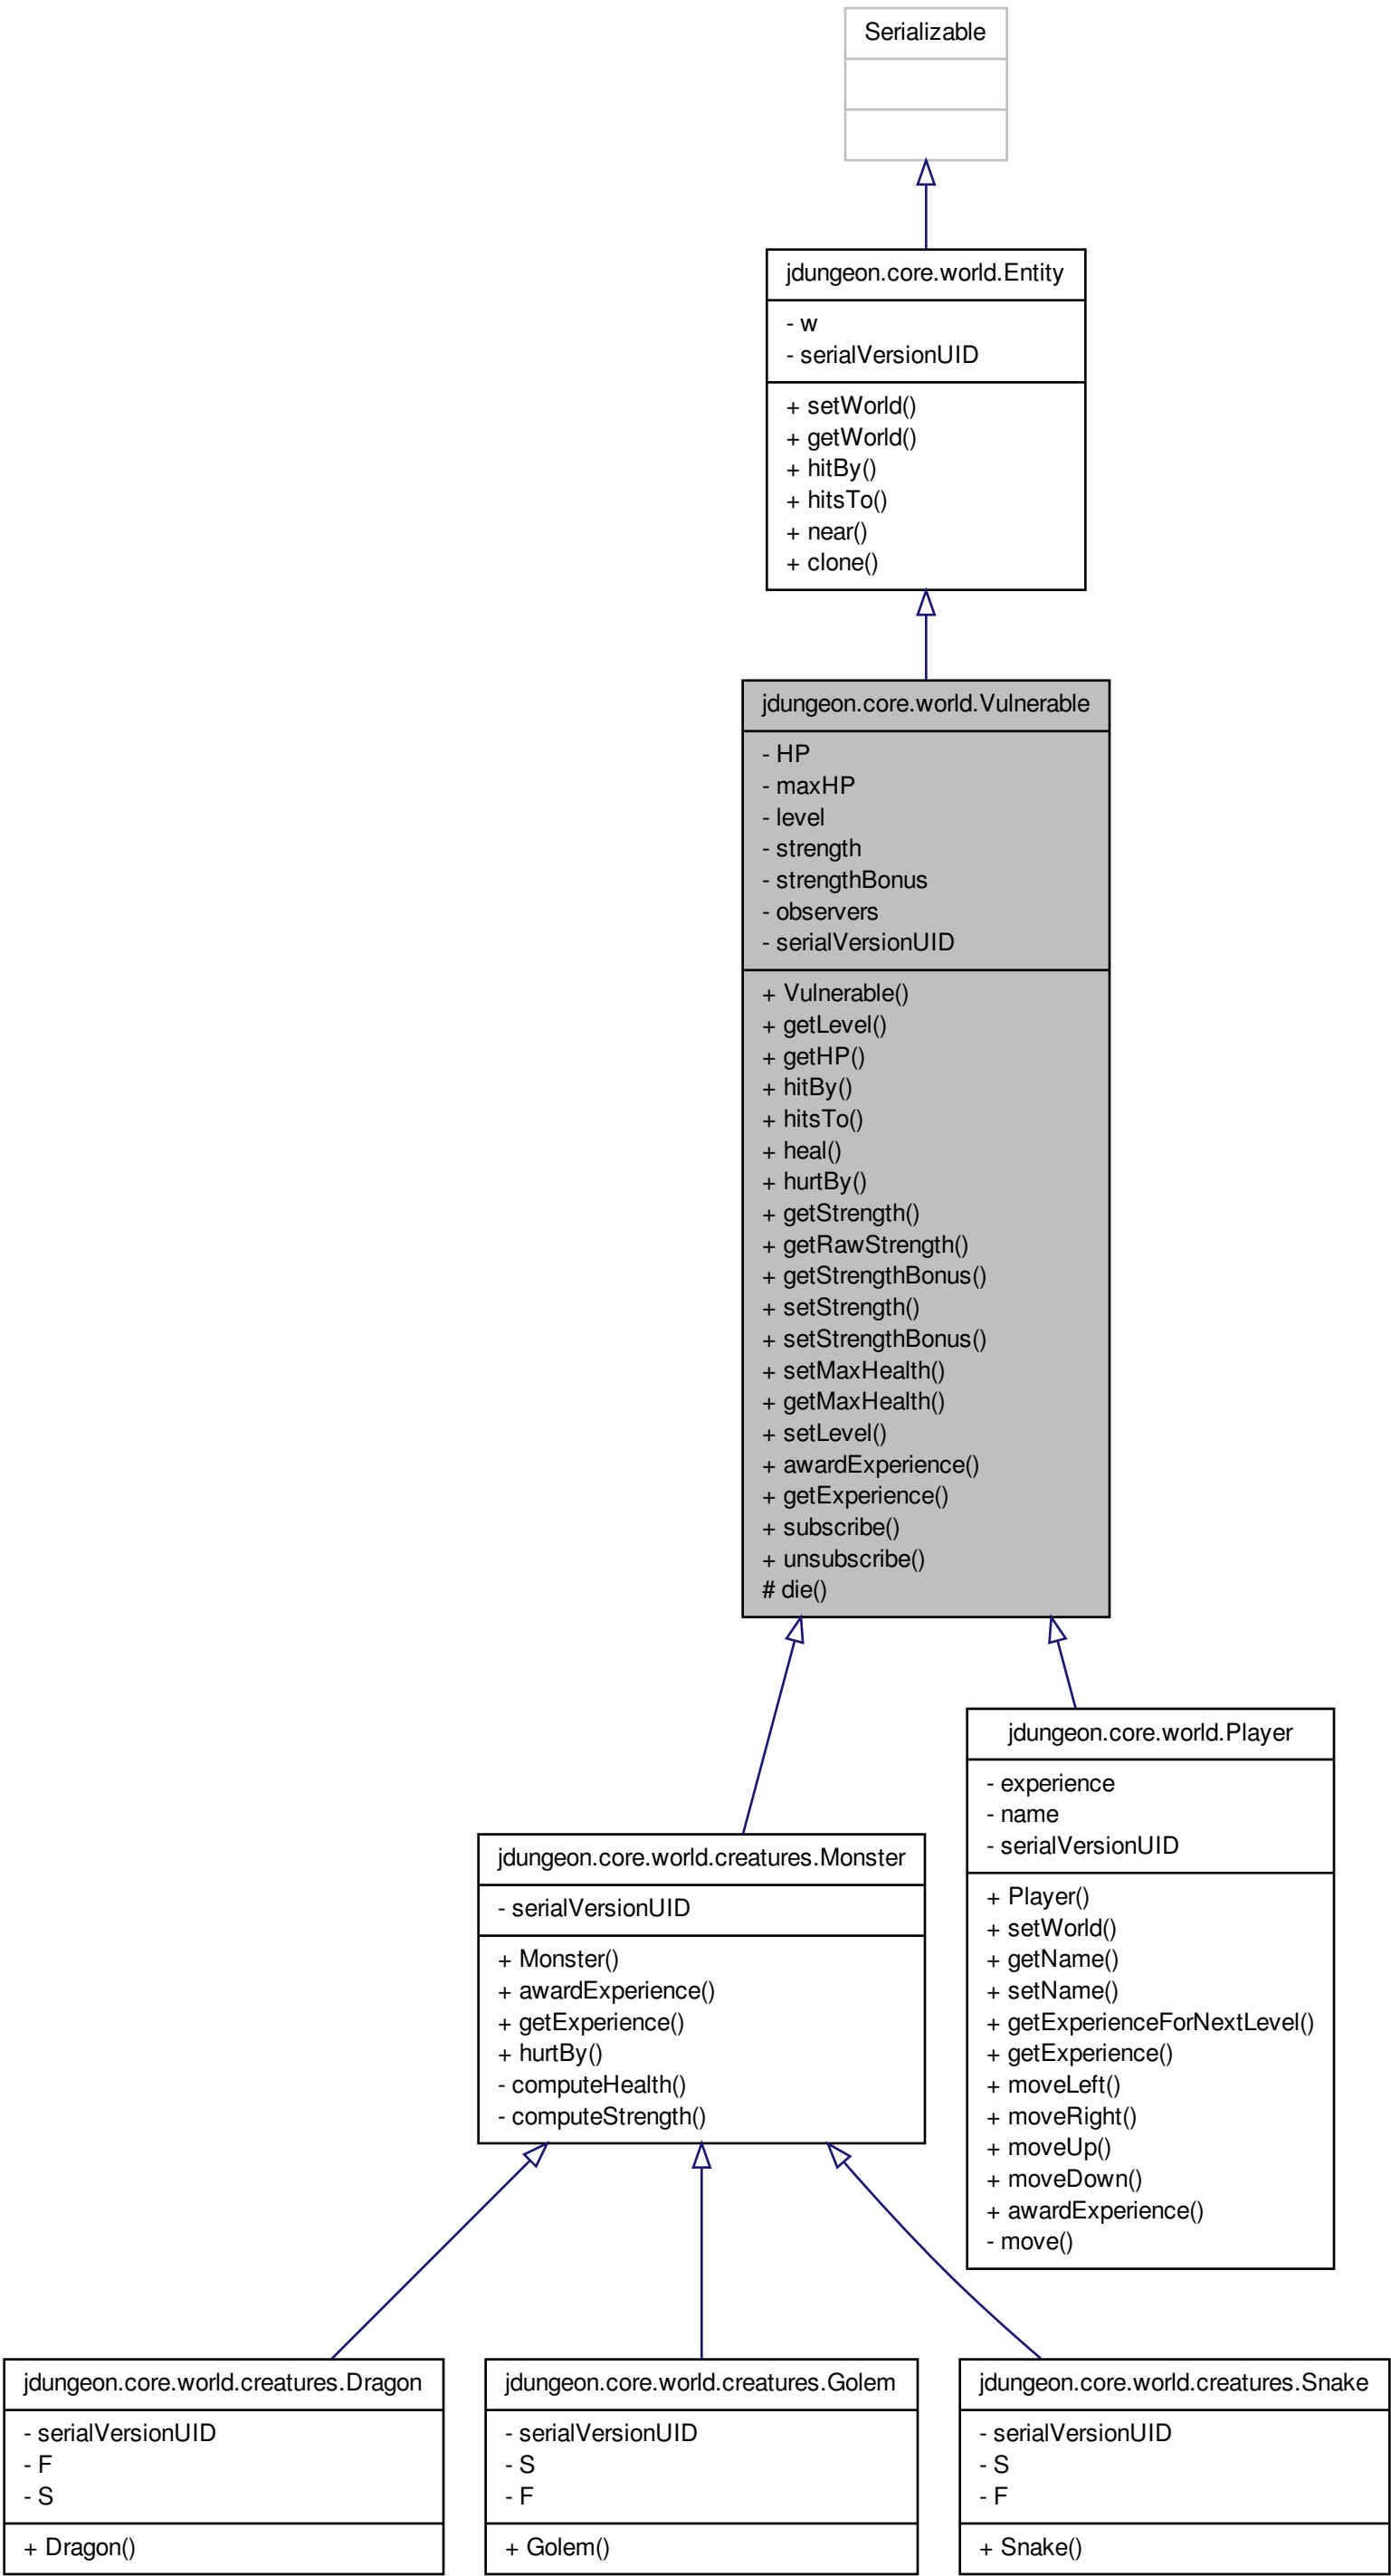 Serializable
jdungeon.core.world.Entity
- w
- serialVersionUID
+ setWorld()
+ getWorld()
+ hitBy()
+ hitsTo()
+ near()
+ clone()
jdungeon.core.world.Vulnerable
- HP
- maxHP
- level
- strength
- strengthBonus
- observers
- serialVersionUID
+ Vulnerable()
+ getLevel()
+ getHP()
+ hitBy()
+ hitsTo()
+ heal()
+ hurtBy()
+ getStrength()
+ getRawStrength()
+ getStrengthBonus()
+ setStrength()
+ setStrengthBonus()
+ setMaxHealth()
+ getMaxHealth()
+ setLevel()
+ awardExperience()
+ getExperience()
+ subscribe()
+ unsubscribe()
# die()
jdungeon.core.world.Player
- experience
- name
- serialVersionUID
+ Player()
+ setWorld()
+ getName()
+ setName()
+ getExperienceForNextLevel()
+ getExperience()
+ moveLeft()
+ moveRight()
+ moveUp()
+ moveDown()
+ awardExperience()
- move()
jdungeon.core.world.creatures.Monster
- serialVersionUID
+ Monster()
+ awardExperience()
+ getExperience()
+ hurtBy()
- computeHealth()
- computeStrength()
jdungeon.core.world.creatures.Dragon
- serialVersionUID
- F
- S
+ Dragon()
jdungeon.core.world.creatures.Golem
- serialVersionUID
- S
- F
+ Golem()
jdungeon.core.world.creatures.Snake
- serialVersionUID
- S
- F
+ Snake()